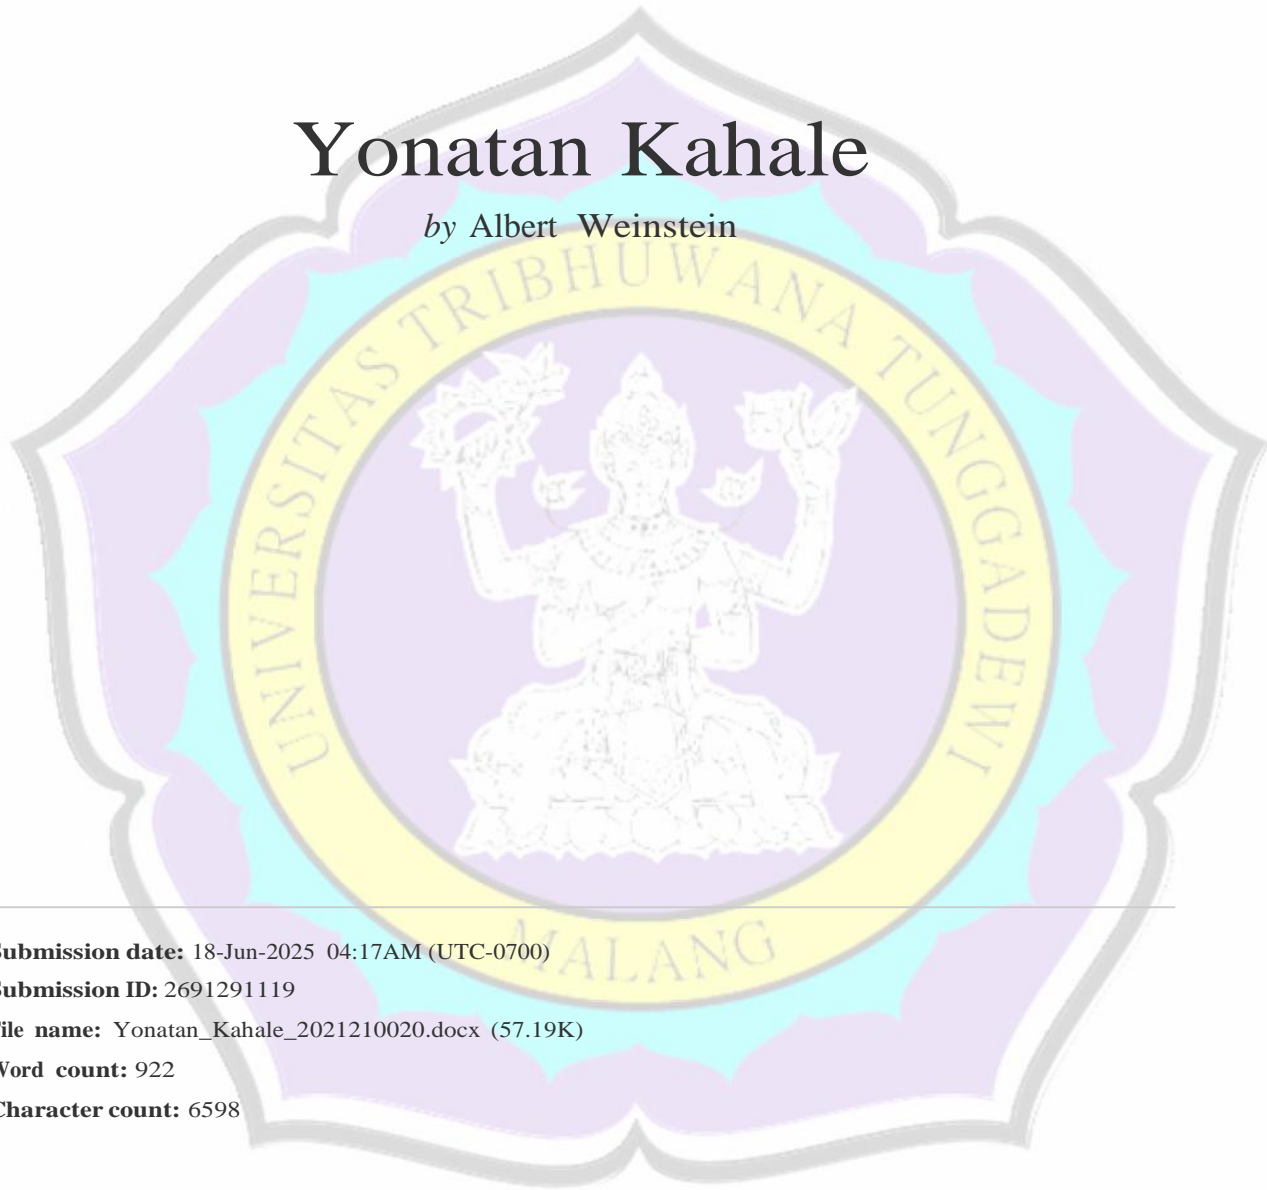 Yonatan Kahale
by Albert Weinstein
UNIVERSITAS TRIBHUWANA TUNGGADEWI
MALANG
Submission date: 18-Jun-2025 04:17AM (UTC-0700)
Submission ID: 2691291119
File name: Yonatan_Kahale_2021210020.docx (57.19K)
Word count: 922
Character count: 6598